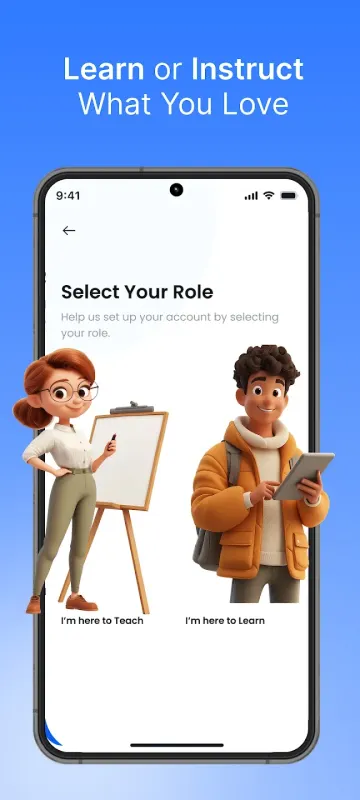 Learn or Instruct
What You Love
9:41
Select Your Role
Help us set up your account by selecting
your role.
I'm here to Teach
I'm here to Learn